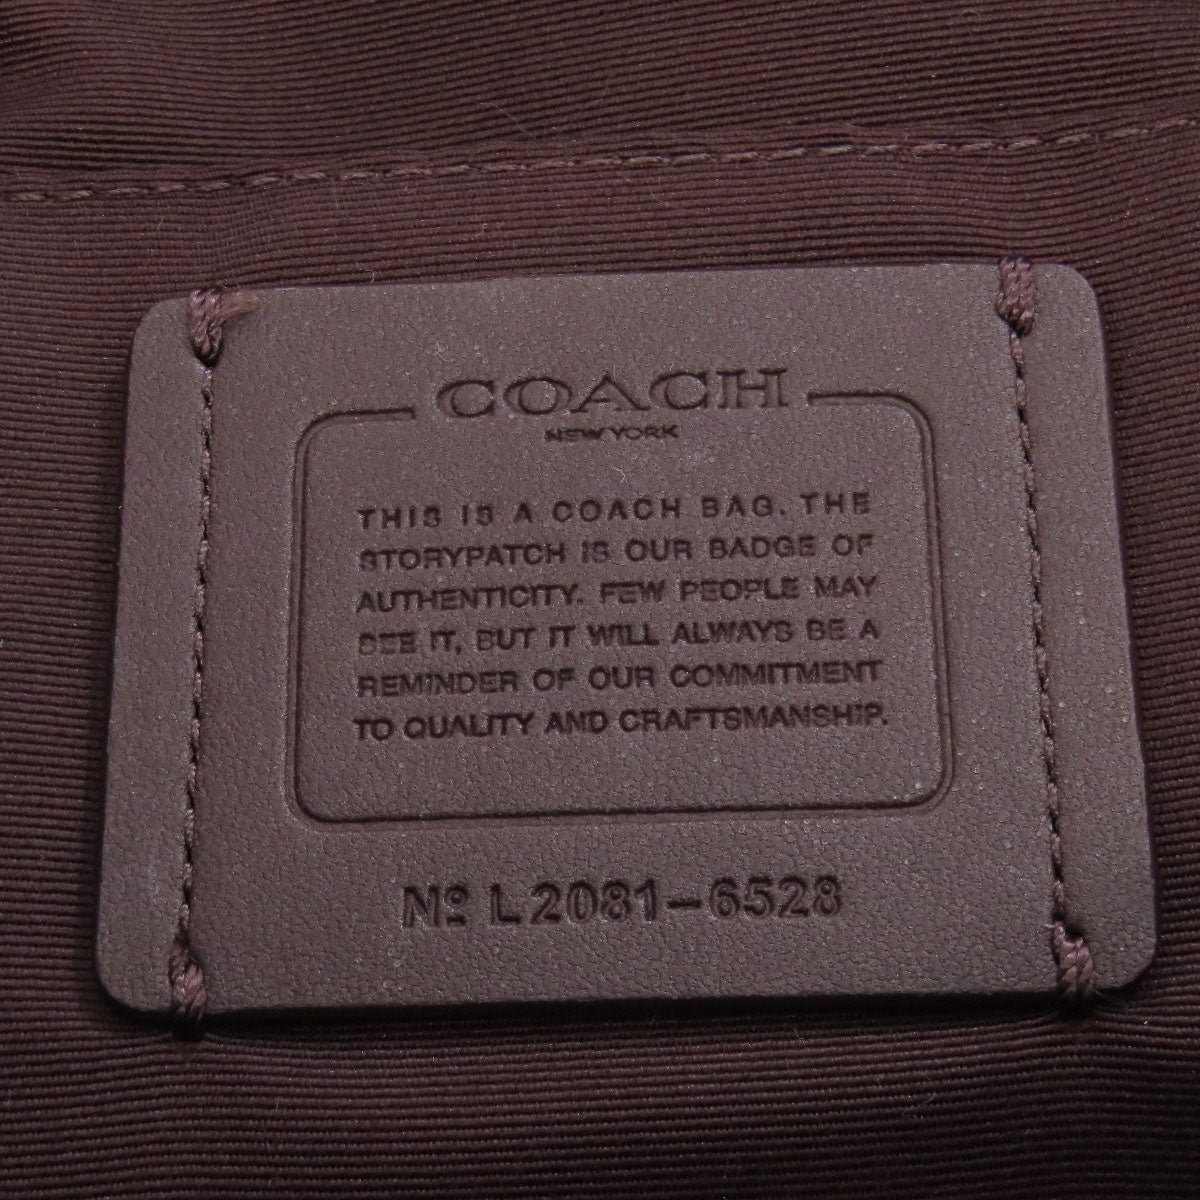 COACH
NEW YORK
THIS IS A COACH BAG. THE
STORYPATCH IS OUR BADGE OF
AUTHENTICITY. FEW PEOPLE MAY
SEE IT, BUT IT WILL ALWAYS BE A
REMINDER OF OUR COMMITMENT
TO QUALITY AND CRAFTSMANSHIP.
Nº L2081-6528